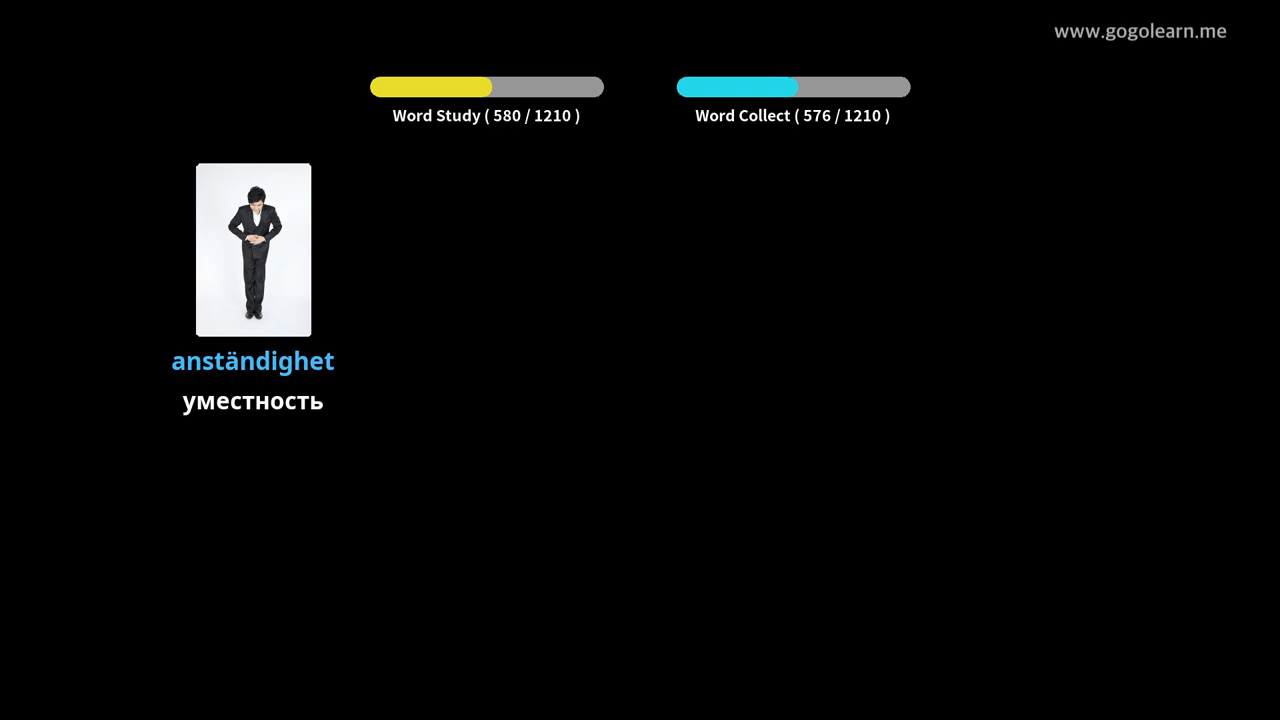 www.gogolearn.me
Word Study ( 580 / 1210 )
Word Collect ( 576 / 1210 )
anständighet
уместность